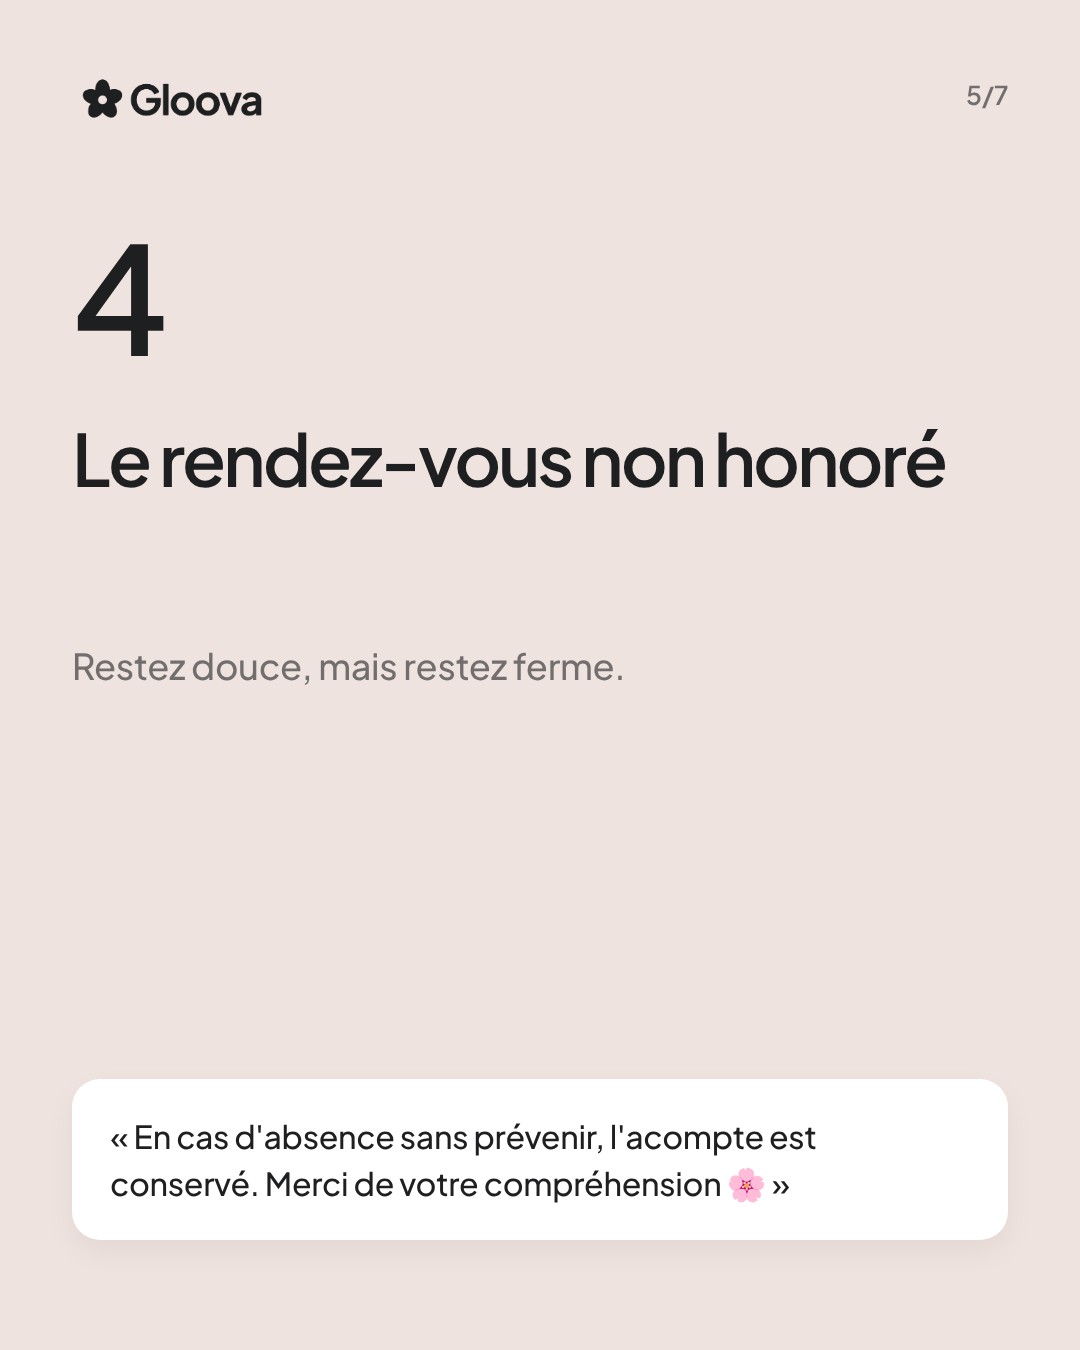 Gloova
5/7
4
Le rendez-vous non honoré
Restez douce, mais restez ferme.
« En cas d'absence sans prévenir, l'acompte est
conservé. Merci de votre compréhension 🌸 »